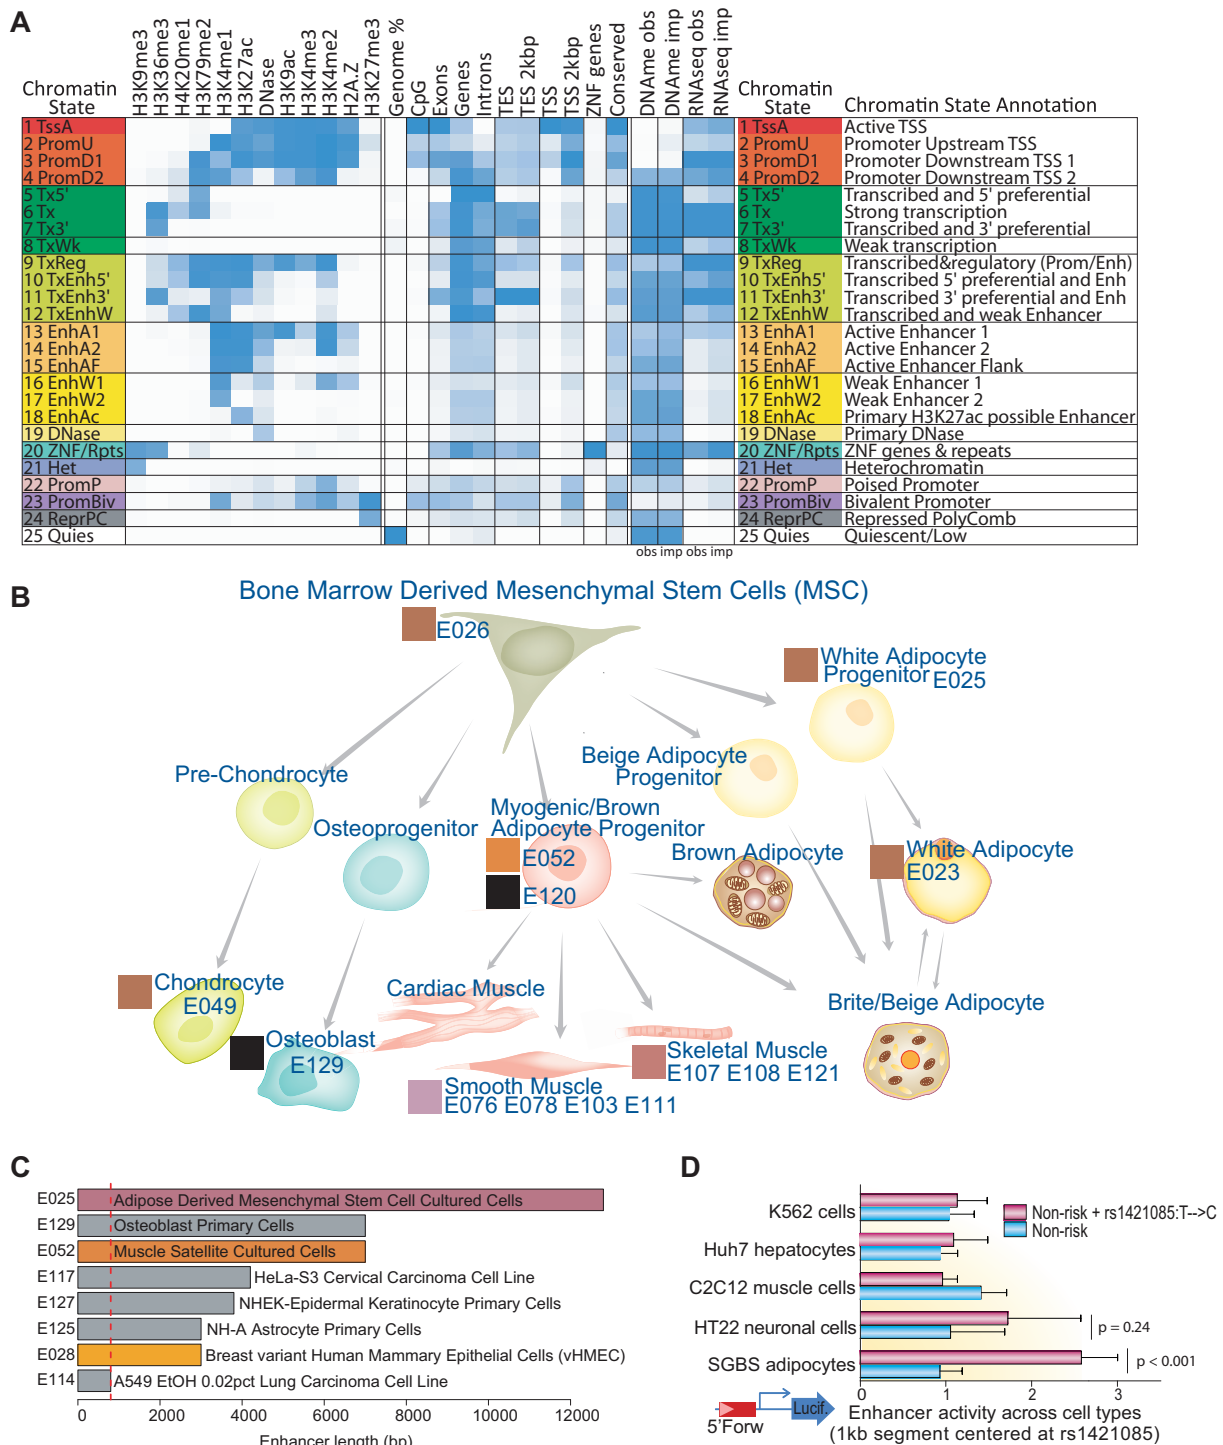 A
H3K9me3
H3K36me3
H4K20me1
H3K79me2
H3K4me1
H3K27ac
DNase
H3K9ac
H3K4me3
H3K4me2
H2A.Z
H3K27me3
Genome %
CpG
Exons
Genes
Introns
TES
TES 2kbp
TSS
TSS 2kbp
ZNF genes
Conserved
DNAme obs
DNAme imp
RNAseq obs
RNAseq imp
Chromatin State Chromatin State Chromatin State Annotation
1 TssA 1 TssA Active TSS
2 PromU 2 PromU Promoter Upstream TSS
3 PromD1 3 PromD1 Promoter Downstream TSS 1
4 PromD2 4 PromD2 Promoter Downstream TSS 2
5 Tx5' 5 Tx5' Transcribed and 5' preferential
6 Tx 6 Tx Strong transcription
7 Tx3' 7 Tx3' Transcribed and 3' preferential
8 TxWk 8 TxWk Weak transcription
9 TxReg 9 TxReg Transcribed&regulatory (Prom/Enh)
10 TxEnh5' 10 TxEnh5' Transcribed 5' preferential and Enh
11 TxEnh3' 11 TxEnh3' Transcribed 3' preferential and Enh
12 TxEnhW 12 TxEnhW Transcribed and weak Enhancer
13 EnhA1 13 EnhA1 Active Enhancer 1
14 EnhA2 14 EnhA2 Active Enhancer 2
15 EnhAF 15 EnhAF Active Enhancer Flank
16 EnhW1 16 EnhW1 Weak Enhancer 1
17 EnhW2 17 EnhW2 Weak Enhancer 2
18 EnhAc 18 EnhAc Primary H3K27ac possible Enhancer
19 DNase 19 DNase Primary DNase
20 ZNF/Rpts 20 ZNF/Rpts ZNF genes & repeats
21 Het 21 Het Heterochromatin
22 PromP 22 PromP Poised Promoter
23 PromBiv 23 PromBiv Bivalent Promoter
24 ReprPC 24 ReprPC Repressed PolyComb
25 Quies 25 Quies Quiescent/Low
obs imp obs imp
B
Bone Marrow Derived Mesenchymal Stem Cells (MSC)
E026
White Adipocyte
Progenitor E025
Beige Adipocyte
Progenitor
Pre-Chondrocyte
Myogenic/Brown
Adipocyte Progenitor
E052
E120
Osteoprogenitor
Brown Adipocyte
White Adipocyte
E023
Chondrocyte
E049
Cardiac Muscle
Brite/Beige Adipocyte
Osteoblast
E129
Skeletal Muscle
E107 E108 E121
Smooth Muscle
E076 E078 E103 E111
C
E025 Adipose Derived Mesenchymal Stem Cell Cultured Cells
E129 Osteoblast Primary Cells
E052 Muscle Satellite Cultured Cells
E117 HeLa-S3 Cervical Carcinoma Cell Line
E127 NHEK-Epidermal Keratinocyte Primary Cells
E125 NH-A Astrocyte Primary Cells
E028 Breast variant Human Mammary Epithelial Cells (vHMEC)
E114 A549 EtOH 0.02pct Lung Carcinoma Cell Line
0 2000 4000 6000 8000 10000 12000
Enhancer length (bp)
D
K562 cells
Huh7 hepatocytes
C2C12 muscle cells
HT22 neuronal cells
SGBS adipocytes
Non-risk + rs1421085:T-->C
Non-risk
p = 0.24
p < 0.001
0 1 2 3
5'Forw
Lucif.
Enhancer activity across cell types
(1kb segment centered at rs1421085)